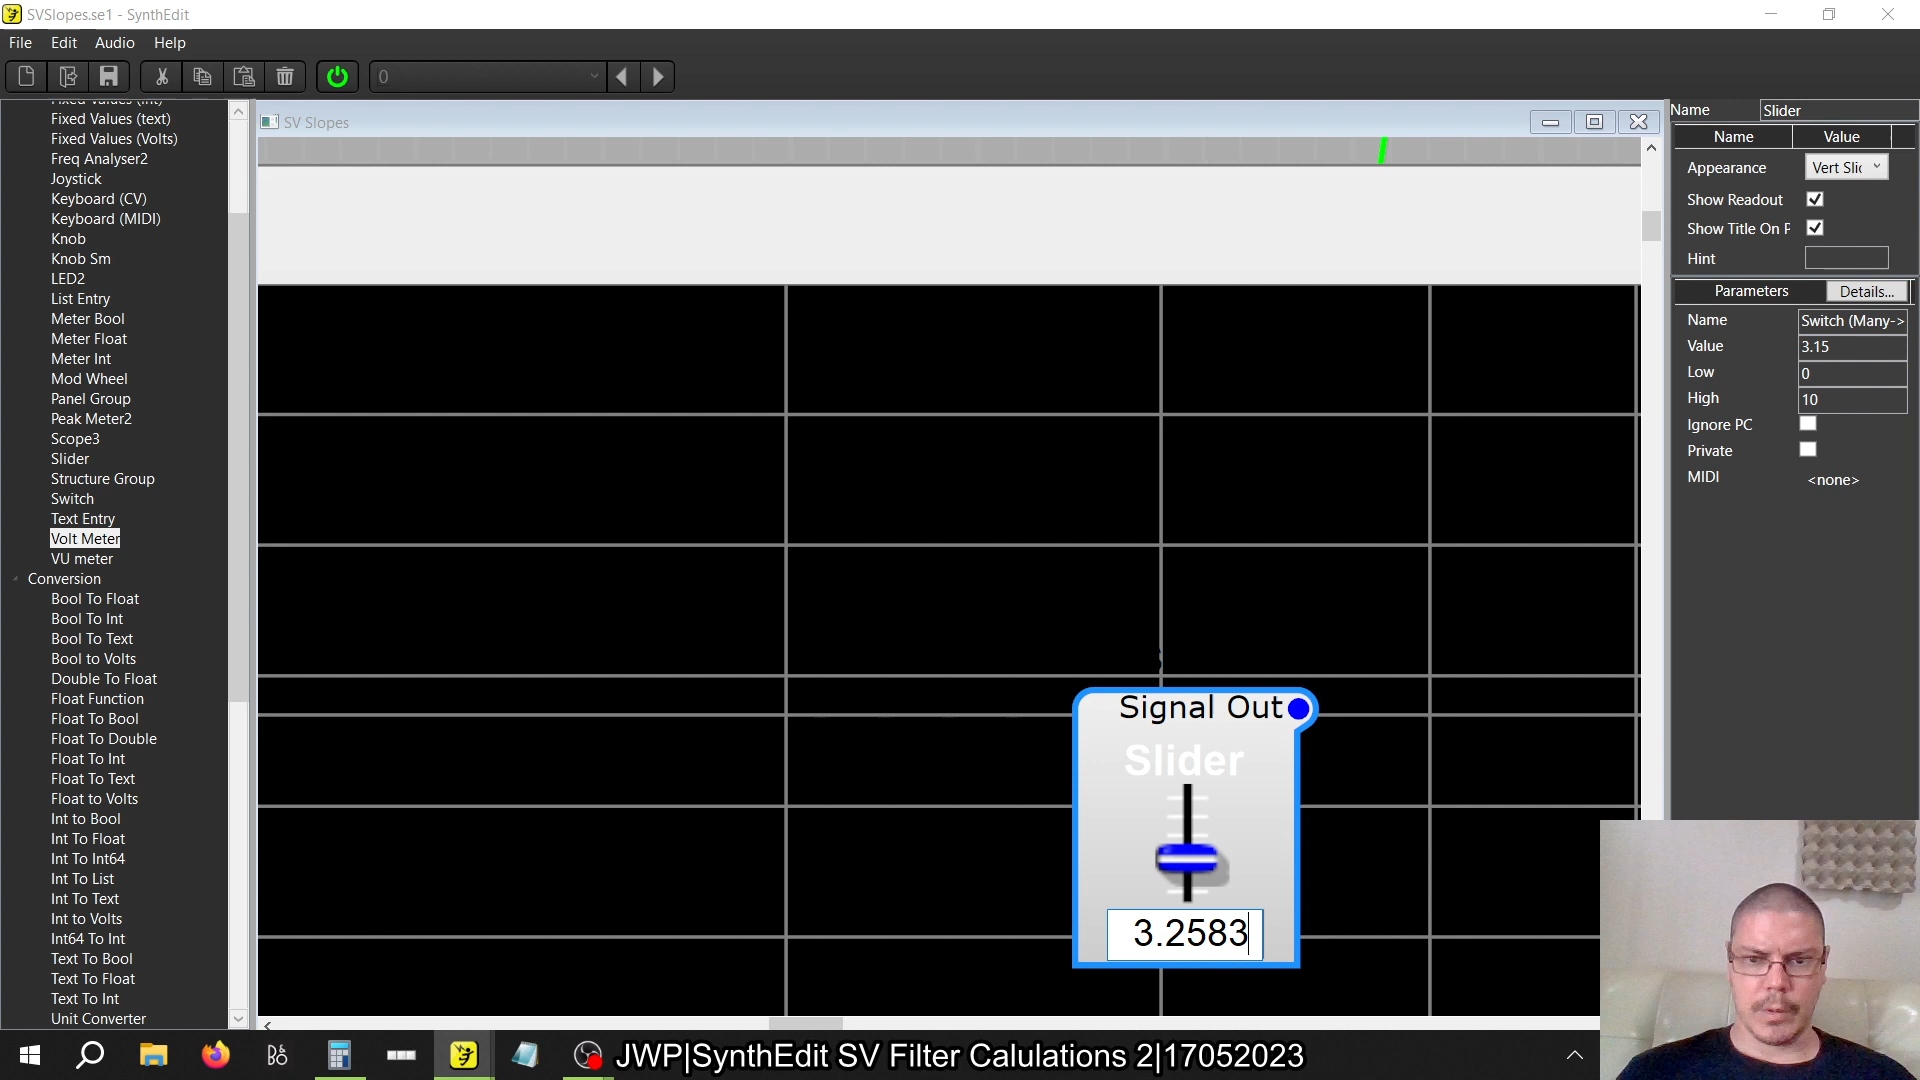 SVSlopes.se1 - SynthEdit
File Edit Audio Help
0
Fixed Values (int)
Fixed Values (text)
Fixed Values (Volts)
Freq Analyser2
Joystick
Keyboard (CV)
Keyboard (MIDI)
Knob
Knob Sm
LED2
List Entry
Meter Bool
Meter Float
Meter Int
Mod Wheel
Panel Group
Peak Meter2
Scope3
Slider
Structure Group
Switch
Text Entry
Volt Meter
VU meter
Conversion
Bool To Float
Bool To Int
Bool To Text
Bool to Volts
Double To Float
Float Function
Float To Bool
Float To Double
Float To Int
Float To Text
Float to Volts
Int to Bool
Int To Float
Int To Int64
Int To List
Int To Text
Int to Volts
Int64 To Int
Text To Bool
Text To Float
Text To Int
Unit Converter
SV Slopes
Signal Out
Slider
3.2583
Name Slider
Name Value
Appearance Vert Slic
Show Readout
Show Title On P
Hint
Parameters Details...
Name Switch (Many->
Value 3.15
Low 0
High 10
Ignore PC
Private
MIDI <none>
JWP|SynthEdit SV Filter Calulations 2|17052023